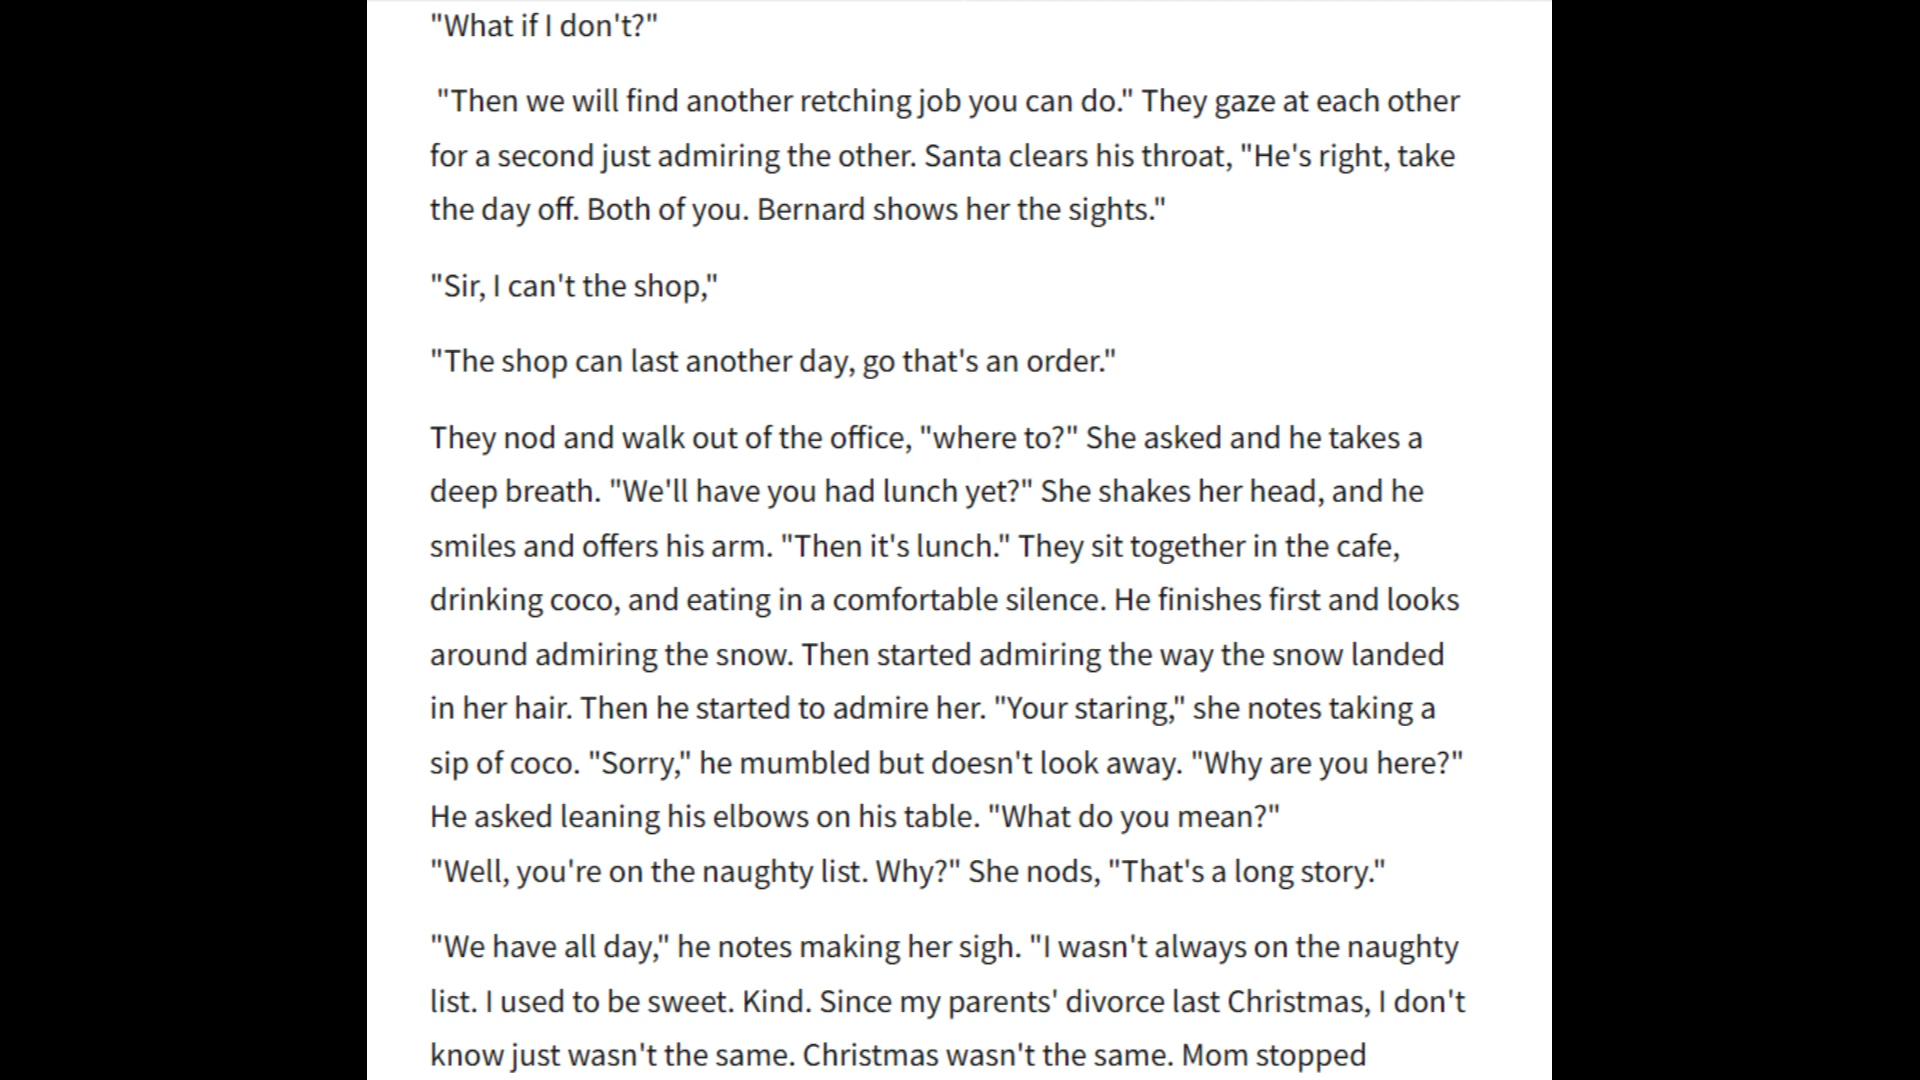 "What if I don't?"
"Then we will find another retching job you can do." They gaze at each other
for a second just admiring the other. Santa clears his throat, "He's right, take
the day off. Both of you. Bernard shows her the sights."
"Sir, I can't the shop,"
"The shop can last another day, go that's an order."
They nod and walk out of the office, "where to?" She asked and he takes a
deep breath. "We'll have you had lunch yet?" She shakes her head, and he
smiles and offers his arm. "Then it's lunch." They sit together in the cafe,
drinking coco, and eating in a comfortable silence. He finishes first and looks
around admiring the snow. Then started admiring the way the snow landed
in her hair. Then he started to admire her. "Your staring," she notes taking a
sip of coco. "Sorry," he mumbled but doesn't look away. "Why are you here?"
He asked leaning his elbows on his table. "What do you mean?"
"Well, you're on the naughty list. Why?" She nods, "That's a long story."
"We have all day," he notes making her sigh. "I wasn't always on the naughty
list. I used to be sweet. Kind. Since my parents' divorce last Christmas, I don't
know just wasn't the same. Christmas wasn't the same. Mom stopped